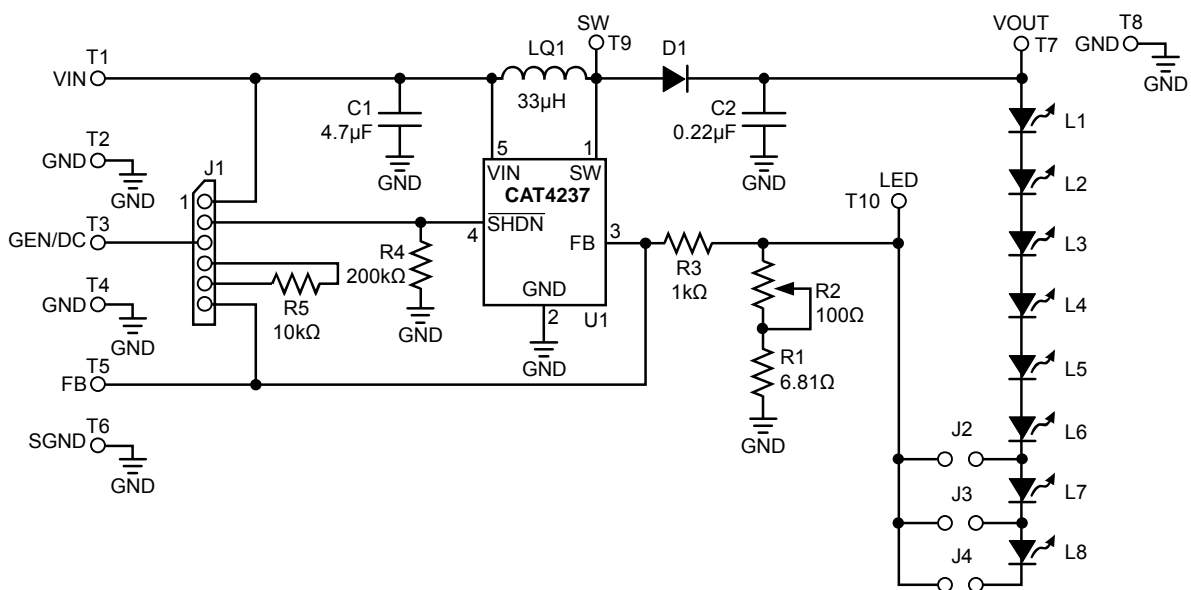 SW
T9
VOUT
T7
T8
GND
GND
T1
VIN
LQ1
33µH
D1
C1
4.7µF
GND
C2
0.22µF
GND
L1
T2
GND
GND
J1
1
5
VIN
1
SW
CAT4237
SHDN
4
FB
3
GND
2
U1
GND
LED
T10
L2
T3
GEN/DC
R4
200kΩ
GND
R3
1kΩ
R2
100Ω
L3
T4
GND
GND
R5
10kΩ
L4
R1
6.81Ω
GND
L5
T5
FB
T6
SGND
GND
J2
L6
J3
L7
J4
L8